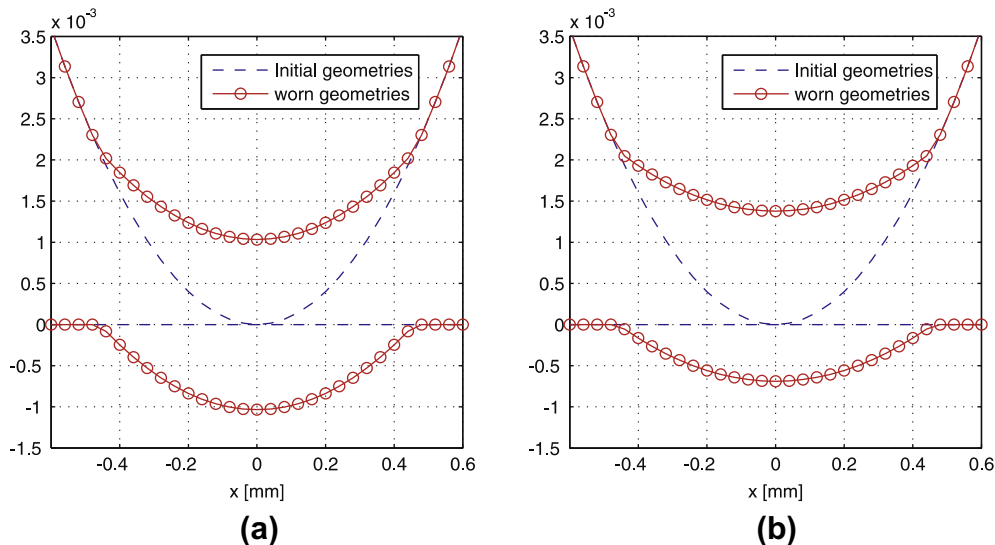 x 10⁻³
3.5
3
2.5
2
1.5
1
0.5
0
-0.5
-1
-1.5
-0.4 -0.2 0 0.2 0.4 0.6
x [mm]
Initial geometries
worn geometries
(a)
x 10⁻³
3.5
3
2.5
2
1.5
1
0.5
0
-0.5
-1
-1.5
-0.4 -0.2 0 0.2 0.4 0.6
x [mm]
Initial geometries
worn geometries
(b)